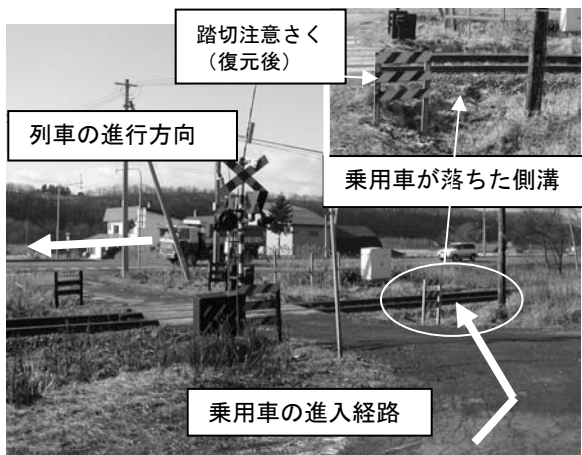 踏切注意さく
（復元後）
列車の進行方向
乗用車が落ちた側溝
乗用車の進入経路